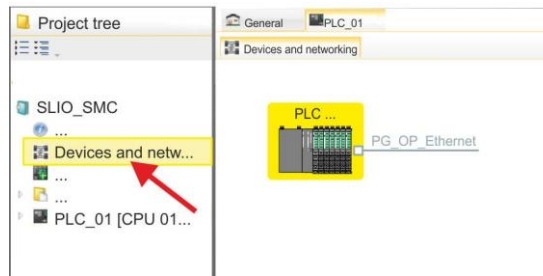 Project tree
SLIO_SMC
...
Devices and netw...
...
...
PLC_01 [CPU 01...
General
PLC_01
Devices and networking
PLC ...
PG_OP_Ethernet